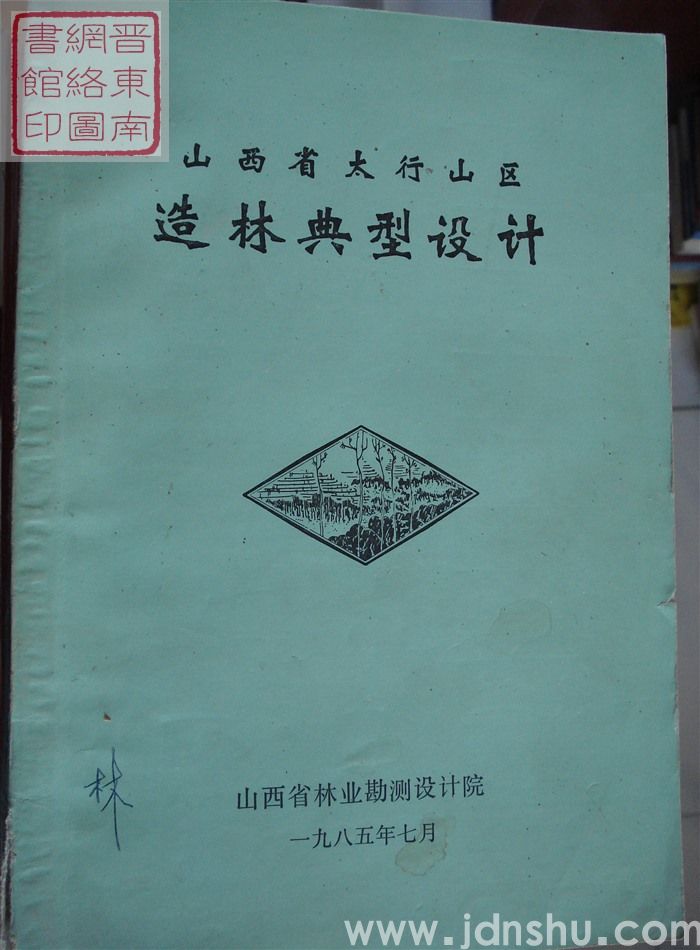 晋東南
網絡圖
書館印
山西省太行山区
造林典型设计
林
山西省林业勘测设计院
一九八五年七月
www.jdnshu.com